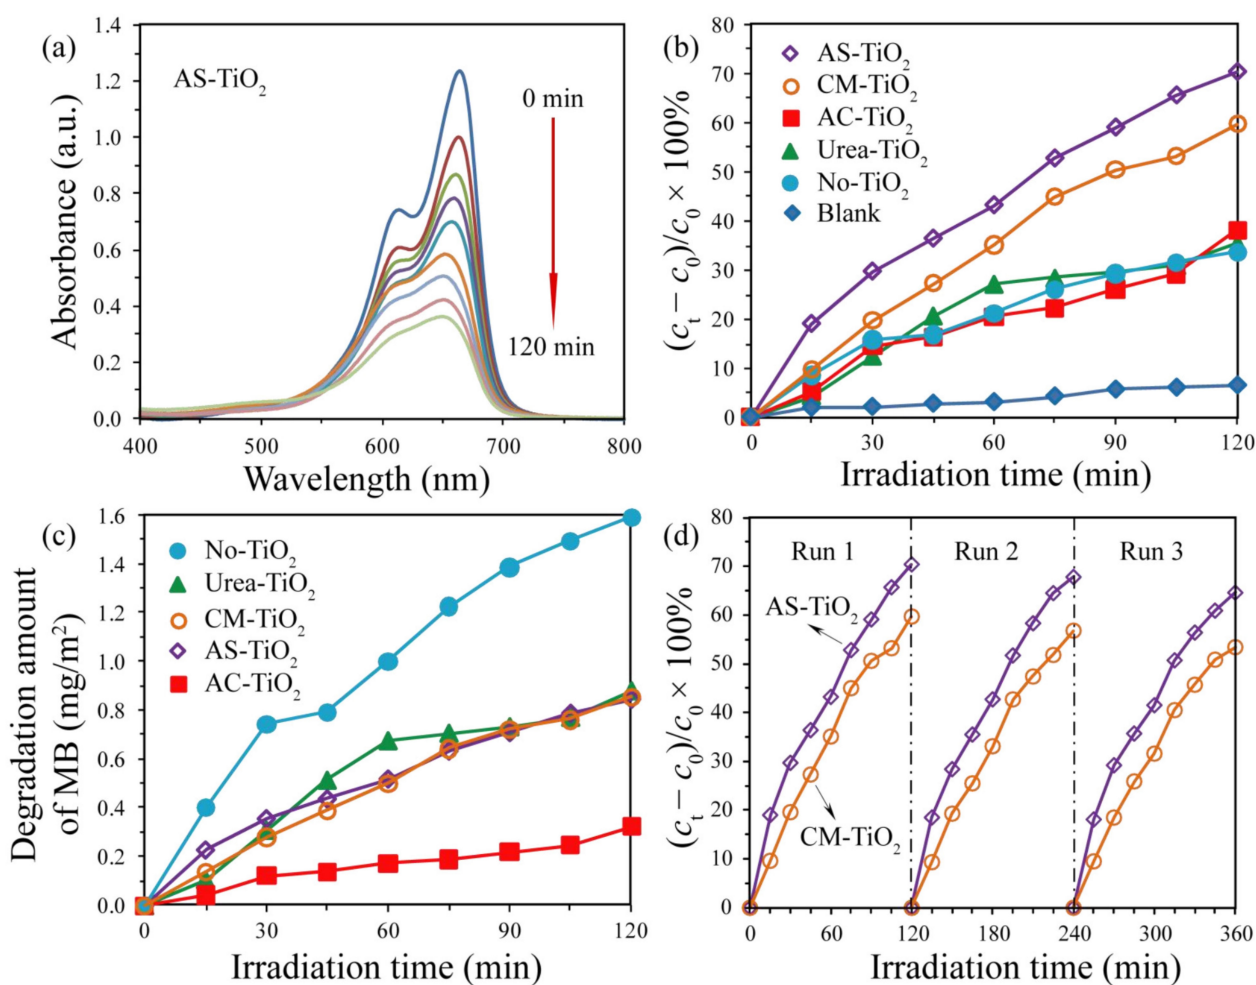 (a)
AS-TiO₂
0 min
120 min
Absorbance (a.u.)
1.4
1.2
1.0
0.8
0.6
0.4
0.2
0.0
400 500 600 700 800
Wavelength (nm)
(b)
AS-TiO₂
CM-TiO₂
AC-TiO₂
Urea-TiO₂
No-TiO₂
Blank
(cₜ – c₀)/c₀ × 100%
80
70
60
50
40
30
20
10
0
0 30 60 90 120
Irradiation time (min)
(c)
No-TiO₂
Urea-TiO₂
CM-TiO₂
AS-TiO₂
AC-TiO₂
Degradation amount
of MB (mg/m²)
1.6
1.4
1.2
1.0
0.8
0.6
0.4
0.2
0.0
0 30 60 90 120
Irradiation time (min)
(d)
Run 1 Run 2 Run 3
AS-TiO₂
CM-TiO₂
(cₜ – c₀)/c₀ × 100%
80
70
60
50
40
30
20
10
0
0 60 120 180 240 300 360
Irradiation time (min)